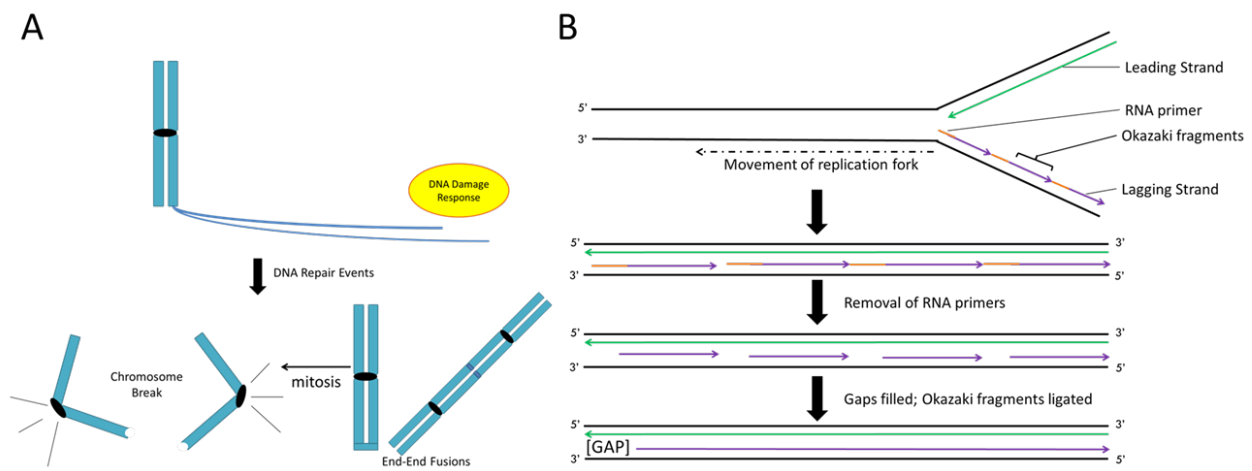 A
DNA Damage
Response
DNA Repair Events
Chromosome
Break
mitosis
End-End Fusions
B
Leading Strand
5'
RNA primer
3'
Okazaki fragments
Movement of replication fork
Lagging Strand
5'
3'
3'
5'
Removal of RNA primers
5'
3'
3'
5'
Gaps filled; Okazaki fragments ligated
5'
3'
[GAP]
3'
5'